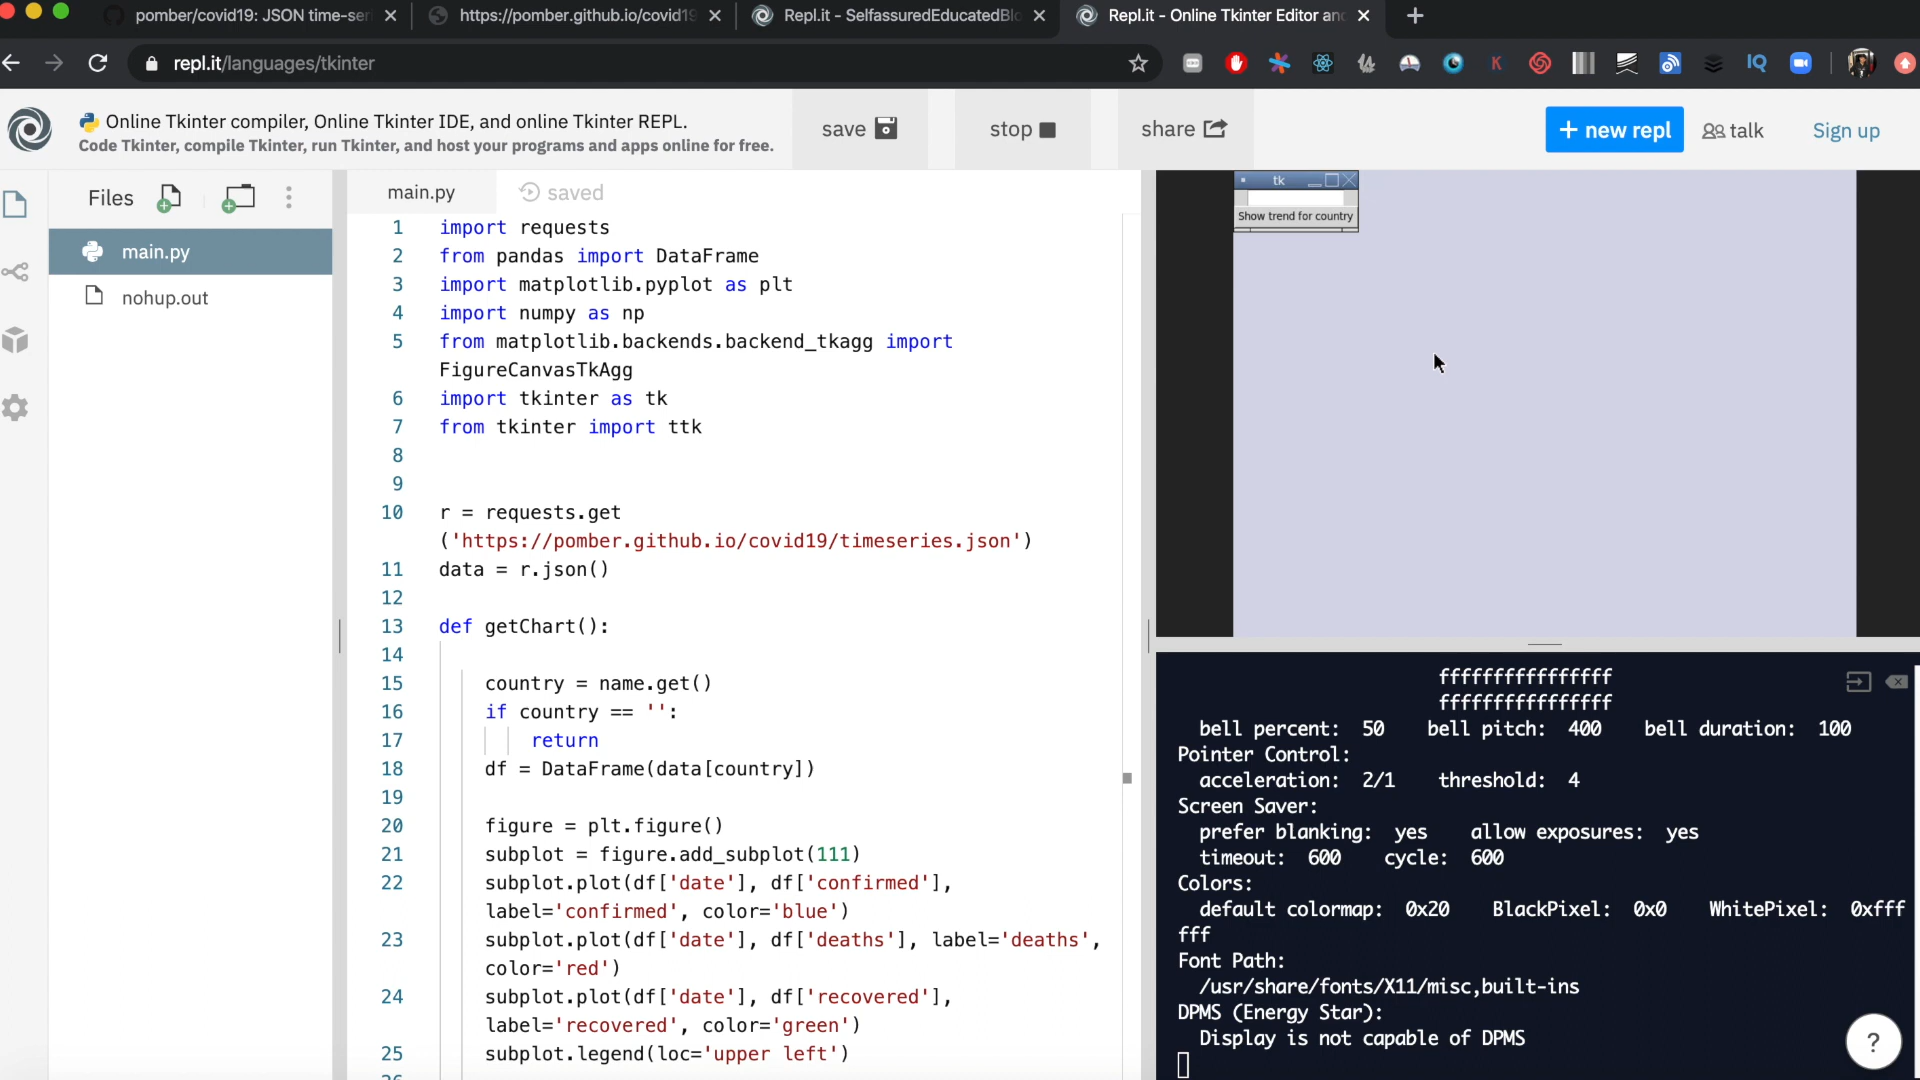 pomber/covid19: JSON time-seri
https://pomber.github.io/covid19
Repl.it - SelfassuredEducatedBlo
Repl.it - Online Tkinter Editor and
repl.it/languages/tkinter
K
IQ
Online Tkinter compiler, Online Tkinter IDE, and online Tkinter REPL.
Code Tkinter, compile Tkinter, run Tkinter, and host your programs and apps online for free.
save
stop
share
+ new repl
talk
Sign up
Files
main.py
nohup.out
main.py
saved
1 import requests
2 from pandas import DataFrame
3 import matplotlib.pyplot as plt
4 import numpy as np
5 from matplotlib.backends.backend_tkagg import
FigureCanvasTkAgg
6 import tkinter as tk
7 from tkinter import ttk
8
9
10 r = requests.get
('https://pomber.github.io/covid19/timeseries.json')
11 data = r.json()
12
13 def getChart():
14
15 country = name.get()
16 if country == '':
17 return
18 df = DataFrame(data[country])
19
20 figure = plt.figure()
21 subplot = figure.add_subplot(111)
22 subplot.plot(df['date'], df['confirmed'],
label='confirmed', color='blue')
23 subplot.plot(df['date'], df['deaths'], label='deaths',
color='red')
24 subplot.plot(df['date'], df['recovered'],
label='recovered', color='green')
25 subplot.legend(loc='upper left')
tk
Show trend for country
ffffffffffffffff
ffffffffffffffff
bell percent: 50 bell pitch: 400 bell duration: 100
Pointer Control:
acceleration: 2/1 threshold: 4
Screen Saver:
prefer blanking: yes allow exposures: yes
timeout: 600 cycle: 600
Colors:
default colormap: 0x20 BlackPixel: 0x0 WhitePixel: 0xfff
fff
Font Path:
/usr/share/fonts/X11/misc,built-ins
DPMS (Energy Star):
Display is not capable of DPMS
?